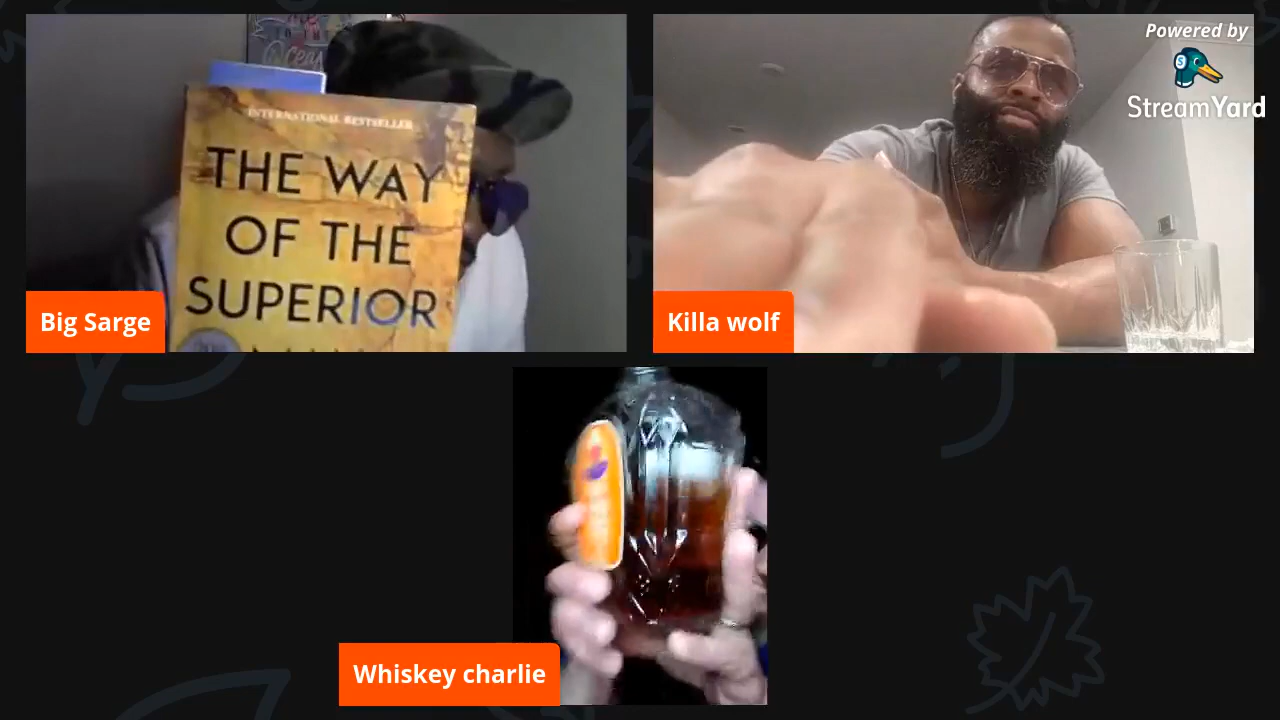 Powered by
StreamYard
INTERNATIONAL BESTSELLER
THE WAY
OF THE
SUPERIOR
Big Sarge
Killa wolf
Whiskey charlie